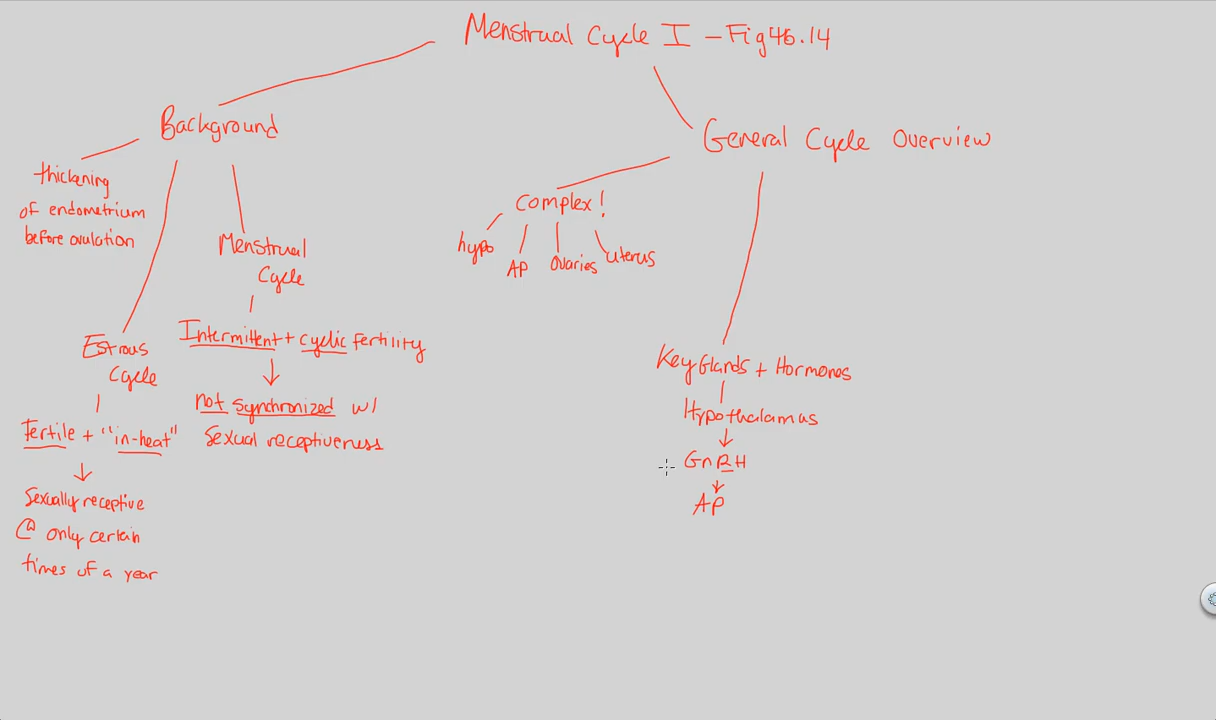 Menstrual Cycle I - Fig 46.14
Background
thickening
of endometrium
before ovulation
Menstrual
Cycle
Intermittent + cyclic fertility
not synchronized w/
Sexual receptiveness
Estrous
Cycle
Fertile + "in-heat"
Sexually receptive
@ only certain
times of a year
General Cycle Overview
Complex!
hypo
AP
Ovaries
uterus
Key Glands + Hormones
Hypothalamus
GnRH
AP